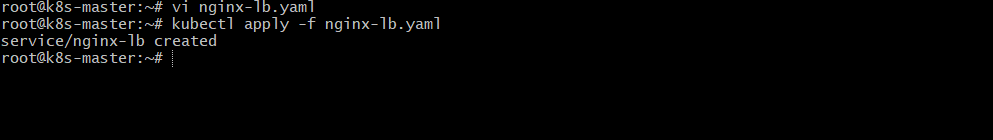 root@k8s-master:~# vi nginx-lb.yaml
root@k8s-master:~# kubectl apply -f nginx-lb.yaml
service/nginx-lb created
root@k8s-master:~#